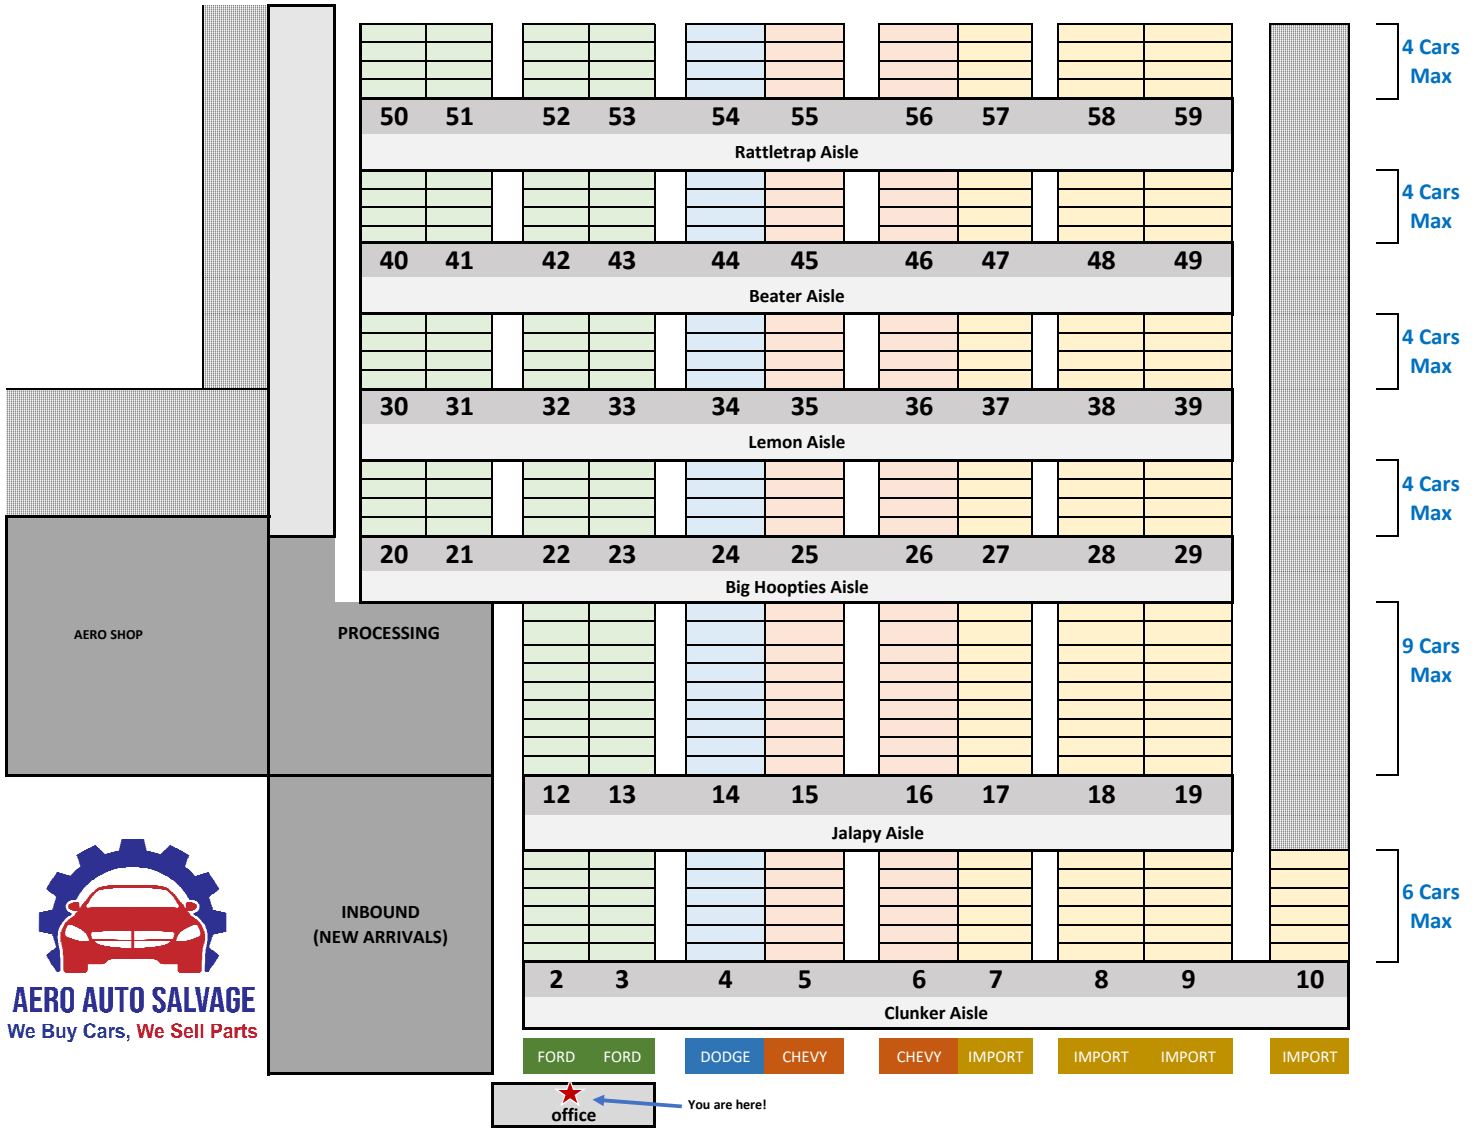 4 Cars
Max
50 51 52 53 54 55 56 57 58 59
Rattletrap Aisle
4 Cars
Max
40 41 42 43 44 45 46 47 48 49
Beater Aisle
4 Cars
Max
30 31 32 33 34 35 36 37 38 39
Lemon Aisle
4 Cars
Max
20 21 22 23 24 25 26 27 28 29
Big Hoopties Aisle
AERO SHOP
PROCESSING
9 Cars
Max
12 13 14 15 16 17 18 19
Jalapy Aisle
6 Cars
Max
INBOUND
(NEW ARRIVALS)
2 3 4 5 6 7 8 9 10
Clunker Aisle
AERO AUTO SALVAGE
We Buy Cars, We Sell Parts
FORD FORD DODGE CHEVY CHEVY IMPORT IMPORT IMPORT IMPORT
You are here!
office